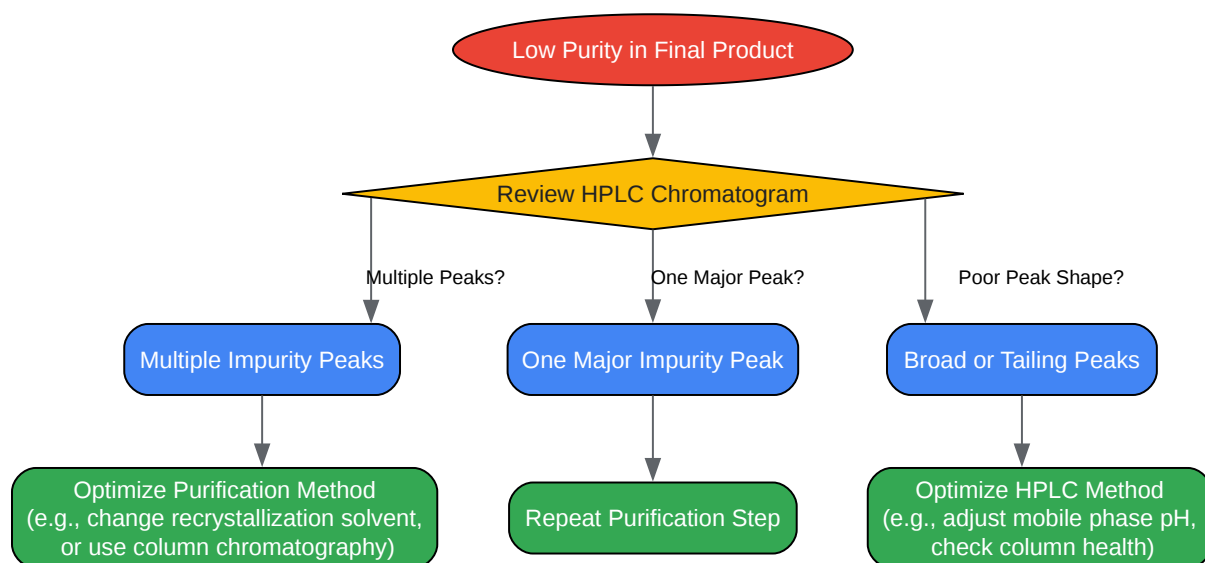 Low Purity in Final Product
Review HPLC Chromatogram
Multiple Peaks?
One Major Peak?
Poor Peak Shape?
Multiple Impurity Peaks
One Major Impurity Peak
Broad or Tailing Peaks
Optimize Purification Method
(e.g., change recrystallization solvent,
or use column chromatography)
Repeat Purification Step
Optimize HPLC Method
(e.g., adjust mobile phase pH,
check column health)